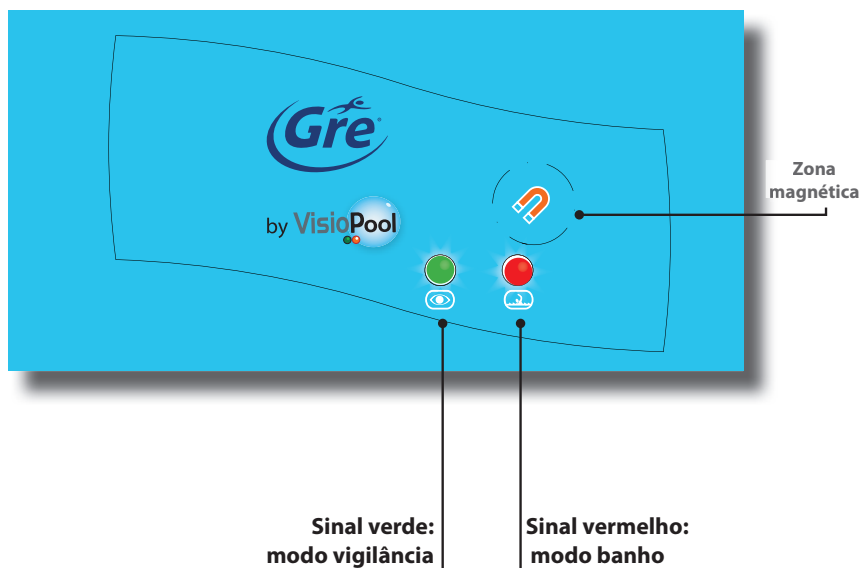 Gre
by VisioPool
Zona
magnética
Sinal verde:
modo vigilância
Sinal vermelho:
modo banho